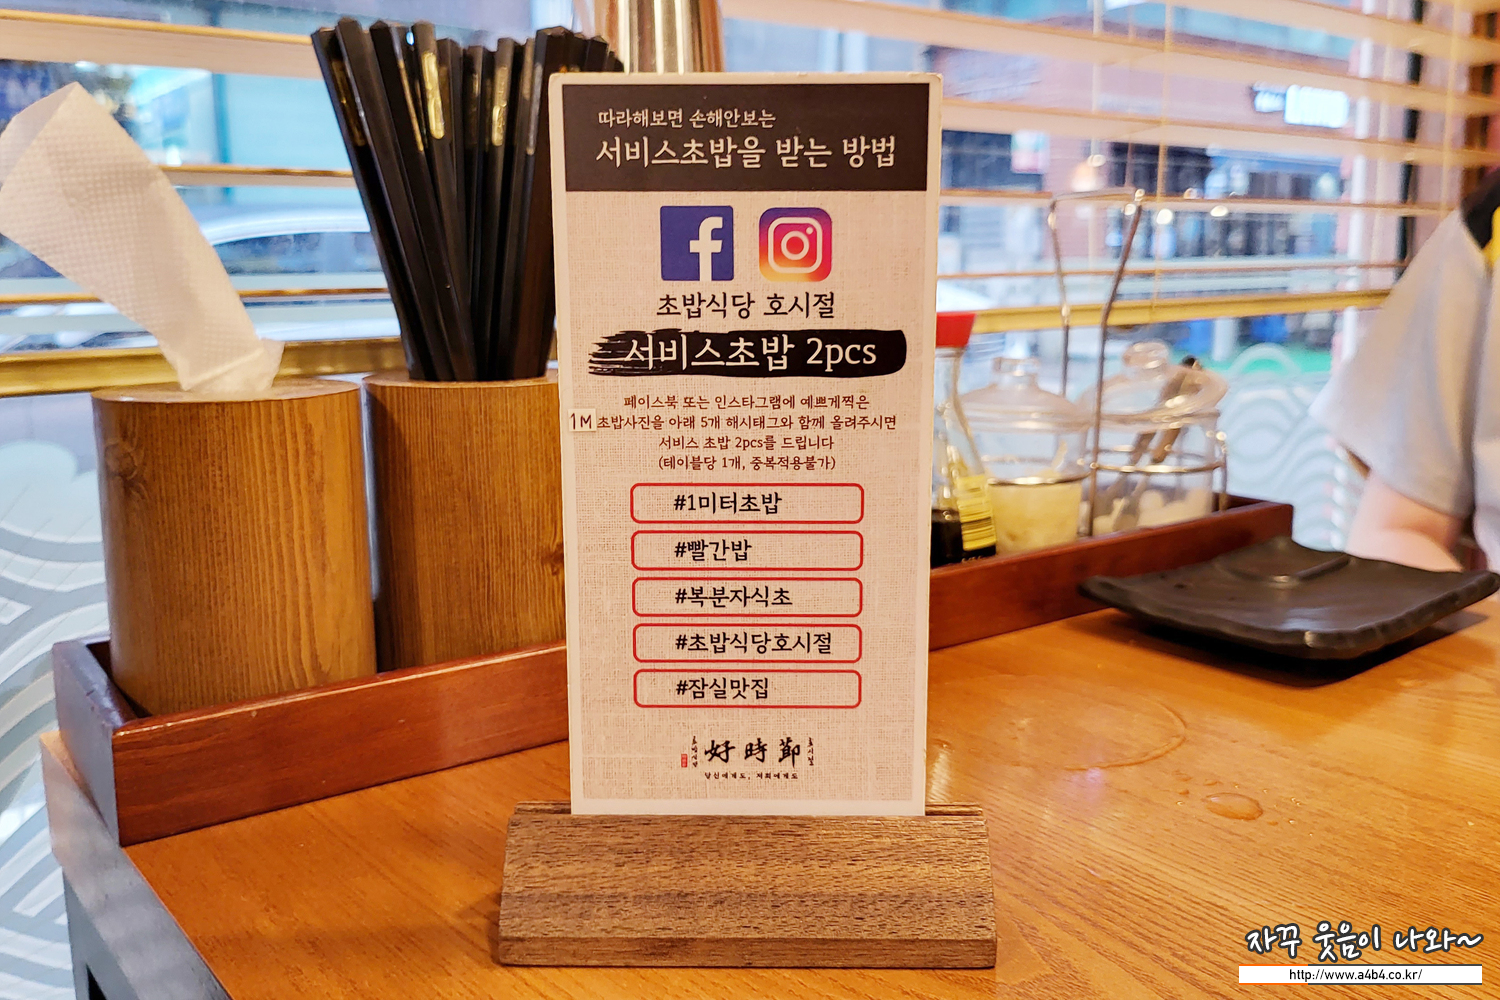 따라해보면 손해안보는
서비스초밥을 받는 방법
초밥식당 호시절
서비스초밥 2pcs
페이스북 또는 인스타그램에 예쁘게찍은
1M 초밥사진을 아래 5개 해시태그와 함께 올려주시면
서비스 초밥 2pcs를 드립니다
(테이블당 1개, 중복적용불가)
#1미터초밥
#빨간밥
#복분자식초
#초밥식당호시절
#잠실맛집
초밥식당 好時節 호시절
당신에게도, 저희에게도
자꾸 웃음이 나와~
http://www.a4b4.co.kr/